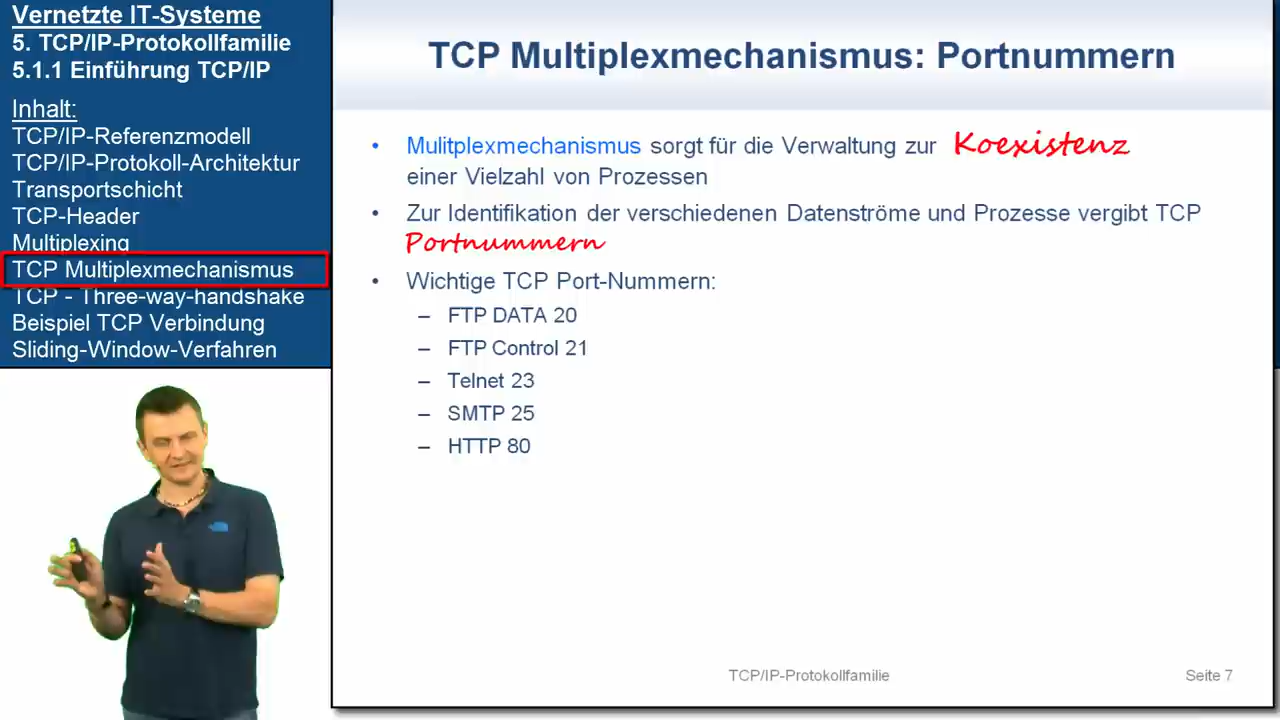 Vernetzte IT-Systeme
5. TCP/IP-Protokollfamilie
5.1.1 Einführung TCP/IP
Inhalt:
TCP/IP-Referenzmodell
TCP/IP-Protokoll-Architektur
Transportschicht
TCP-Header
Multiplexing
TCP Multiplexmechanismus
TCP - Three-way-handshake
Beispiel TCP Verbindung
Sliding-Window-Verfahren
TCP Multiplexmechanismus: Portnummern
• Mulitplexmechanismus sorgt für die Verwaltung zur Koexistenz
einer Vielzahl von Prozessen
• Zur Identifikation der verschiedenen Datenströme und Prozesse vergibt TCP
Portnummern
• Wichtige TCP Port-Nummern:
– FTP DATA 20
– FTP Control 21
– Telnet 23
– SMTP 25
– HTTP 80
TCP/IP-Protokollfamilie
Seite 7